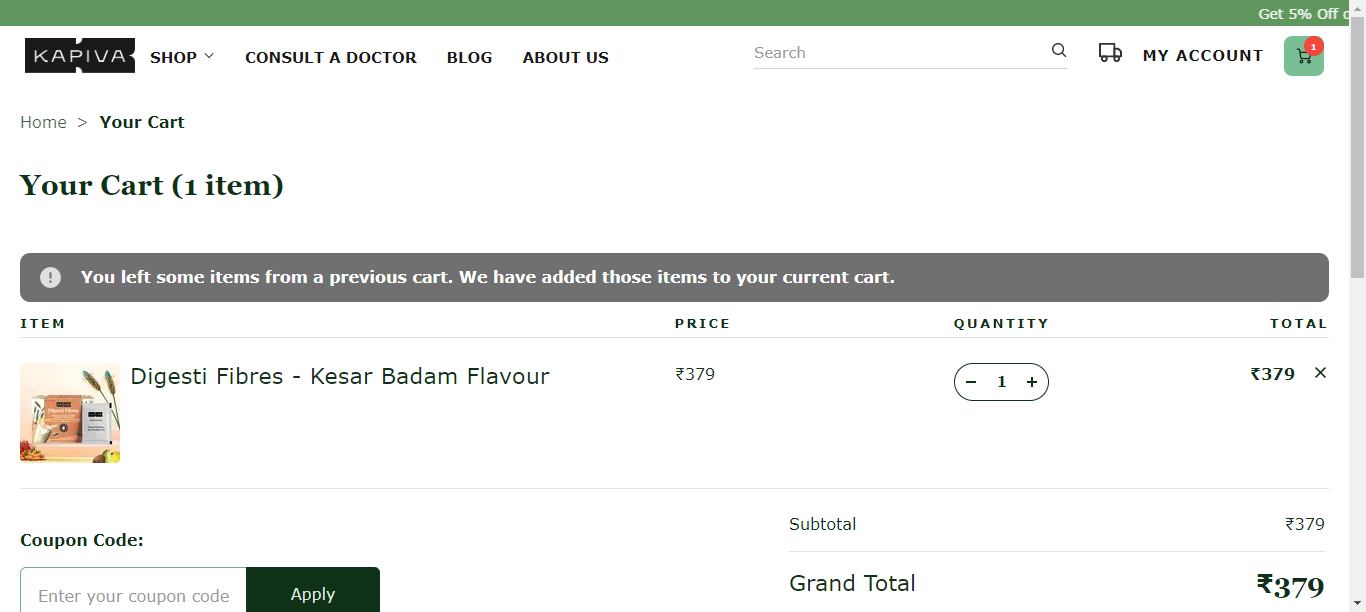 Get 5% Off
KAPIVA SHOP CONSULT A DOCTOR BLOG ABOUT US Search MY ACCOUNT 1
Home > Your Cart
Your Cart (1 item)
You left some items from a previous cart. We have added those items to your current cart.
ITEM PRICE QUANTITY TOTAL
Digesti Fibres - Kesar Badam Flavour ₹379 − 1 + ₹379 ×
KAPIVA
Digesti Fibres
Subtotal ₹379
Coupon Code:
Grand Total ₹379
Enter your coupon code Apply